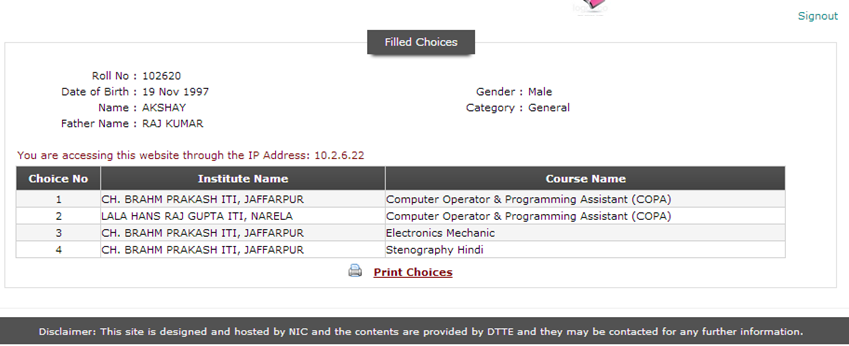 Signout
Filled Choices
Roll No : 102620
Date of Birth : 19 Nov 1997 Gender : Male
Name : AKSHAY Category : General
Father Name : RAJ KUMAR
You are accessing this website through the IP Address: 10.2.6.22
Choice No Institute Name Course Name
1 CH. BRAHM PRAKASH ITI, JAFFARPUR Computer Operator & Programming Assistant (COPA)
2 LALA HANS RAJ GUPTA ITI, NARELA Computer Operator & Programming Assistant (COPA)
3 CH. BRAHM PRAKASH ITI, JAFFARPUR Electronics Mechanic
4 CH. BRAHM PRAKASH ITI, JAFFARPUR Stenography Hindi
Print Choices
Disclaimer: This site is designed and hosted by NIC and the contents are provided by DTTE and they may be contacted for any further information.